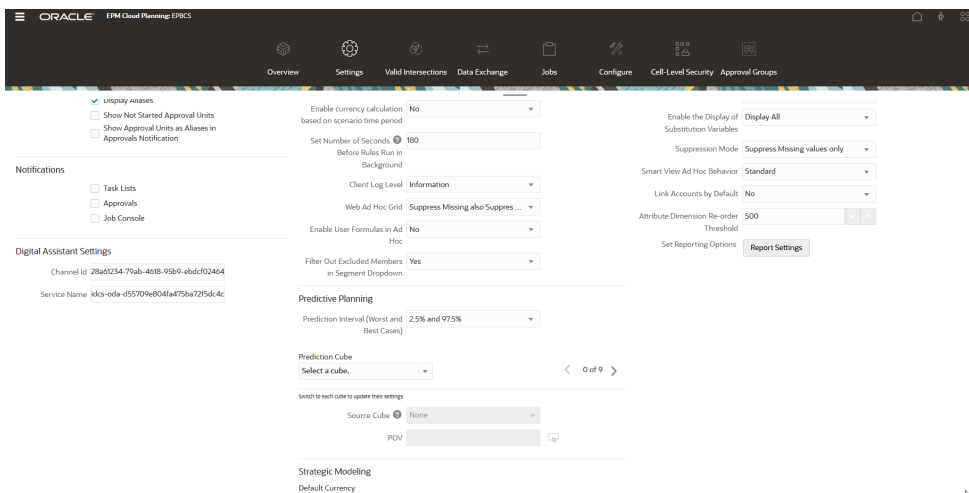 ORACLE® EPM Cloud Planning: EPBCS
Overview Settings Valid Intersections Data Exchange Jobs Configure Cell-Level Security Approval Groups
Display Aliases
Show Not Started Approval Units
Show Approval Units as Aliases in
Approvals Notification
Notifications
Task Lists
Approvals
Job Console
Digital Assistant Settings
Channel Id 28a61234-79ab-4618-95b9-ebdcf02464
Service Name idcs-oda-d55709e804fa475ba72f5dc4c
Enable currency calculation No
based on scenario time period
Set Number of Seconds 180
Before Rules Run in
Background
Client Log Level Information
Web Ad Hoc Grid Suppress Missing also Suppres ...
Enable User Formulas in Ad No
Hoc
Filter Out Excluded Members Yes
in Segment Dropdown
Predictive Planning
Prediction Interval (Worst and 2.5% and 97.5%
Best Cases)
Prediction Cube
Select a cube. 0 of 9
Switch to each cube to update their settings
Source Cube None
POV
Strategic Modeling
Default Currency
Enable the Display of Display All
Substitution Variables
Suppression Mode Suppress Missing values only
Smart View Ad Hoc Behavior Standard
Link Accounts by Default No
Attribute Dimension Re-order 500
Threshold
Set Reporting Options Report Settings